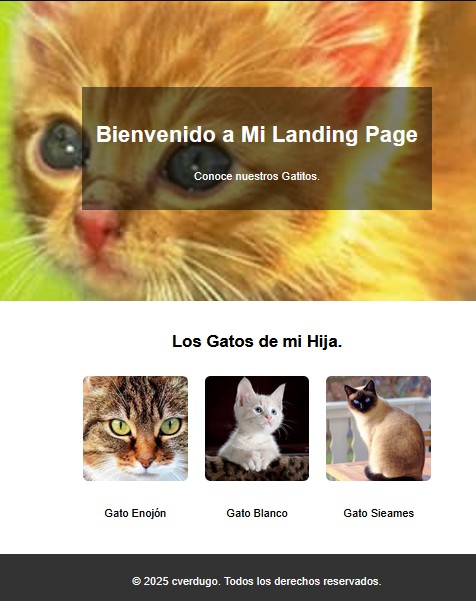 Bienvenido a Mi Landing Page
Conoce nuestros Gatitos.
Los Gatos de mi Hija.
Gato Enojón
Gato Blanco
Gato Sieames
© 2025 cverdugo. Todos los derechos reservados.